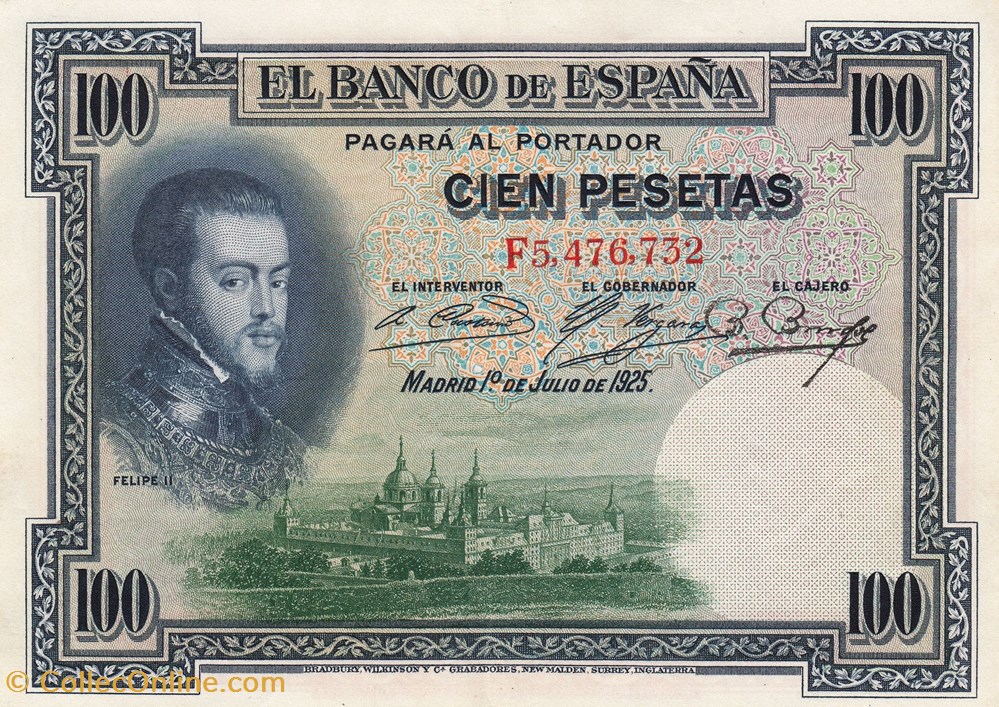 100 EL BANCO DE ESPAÑA 100
PAGARÁ AL PORTADOR
CIEN PESETAS
F5,476,732
EL INTERVENTOR EL GOBERNADOR EL CAJERO
MADRID 1º DE JULIO DE 1925.
FELIPE II
100 100
BRADBURY, WILKINSON Y Cª GRABADORES, NEW MALDEN, SURREY, INGLATERRA
© CollecOnline.com